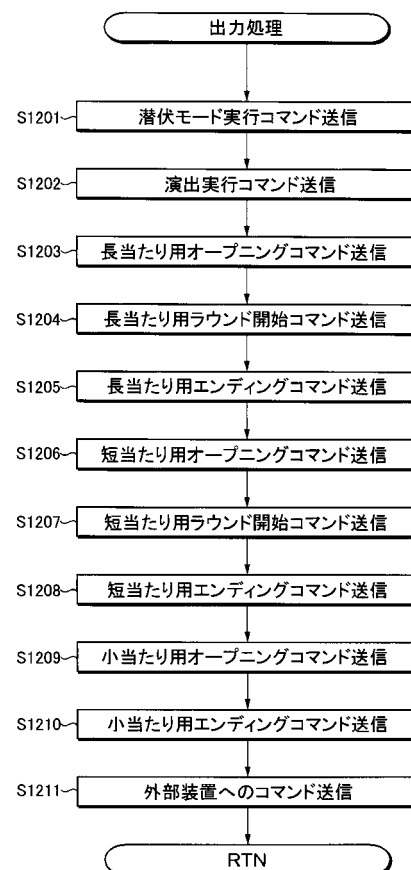 出力処理
S1201 潜伏モード実行コマンド送信
S1202 演出実行コマンド送信
S1203 長当たり用オープニングコマンド送信
S1204 長当たり用ラウンド開始コマンド送信
S1205 長当たり用エンディングコマンド送信
S1206 短当たり用オープニングコマンド送信
S1207 短当たり用ラウンド開始コマンド送信
S1208 短当たり用エンディングコマンド送信
S1209 小当たり用オープニングコマンド送信
S1210 小当たり用エンディングコマンド送信
S1211 外部装置へのコマンド送信
RTN